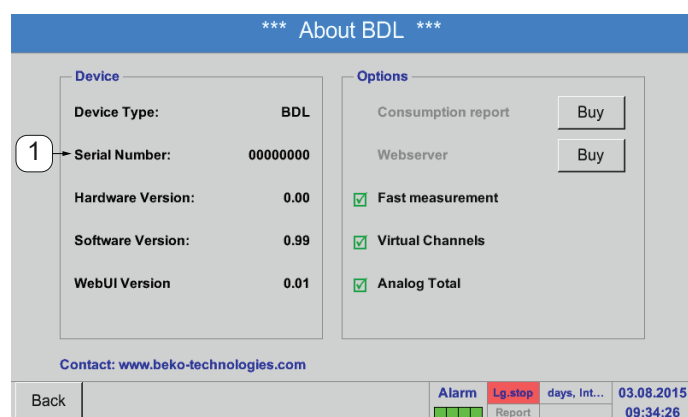 *** About BDL ***
Device
Device Type: BDL
1 Serial Number: 00000000
Hardware Version: 0.00
Software Version: 0.99
WebUI Version 0.01
Options
Consumption report Buy
Webserver Buy
Fast measurement
Virtual Channels
Analog Total
Contact: www.beko-technologies.com
Back
Alarm Lg.stop days, Int... 03.08.2015
Report 09:34:26